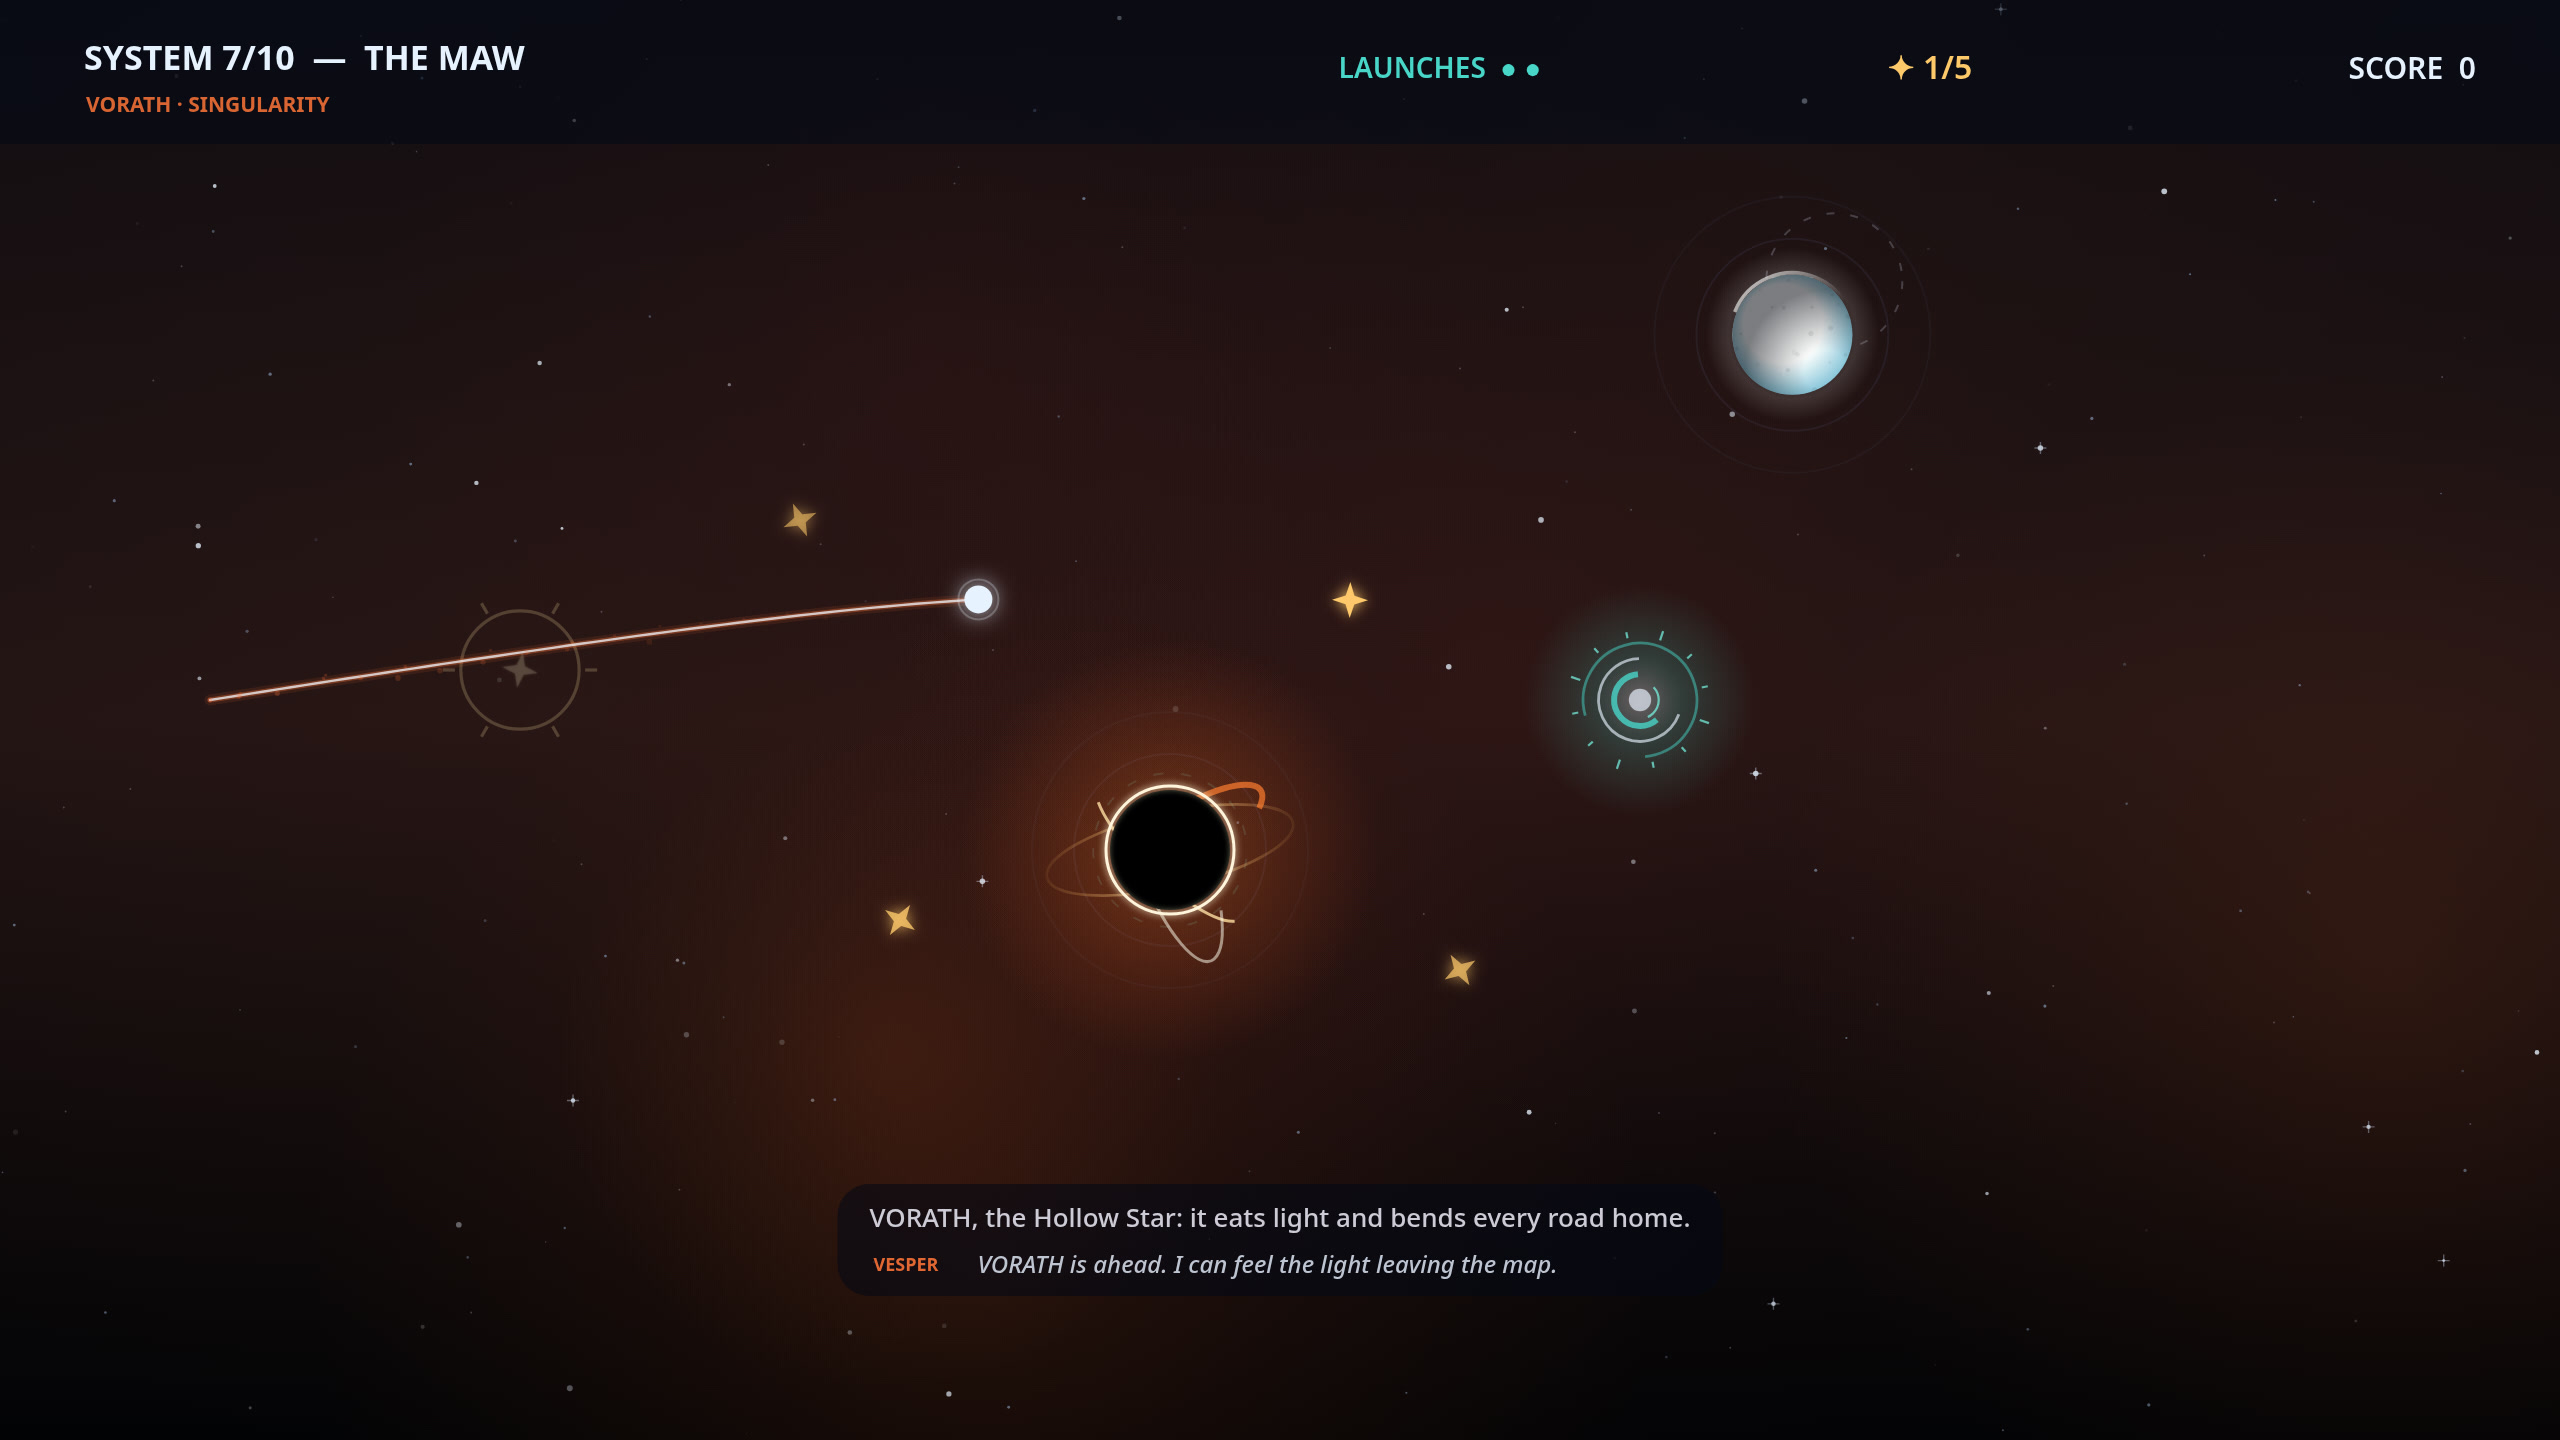 SYSTEM 7/10 — THE MAW
VORATH · SINGULARITY
LAUNCHES
1/5
SCORE 0
VORATH, the Hollow Star: it eats light and bends every road home.
VESPER VORATH is ahead. I can feel the light leaving the map.